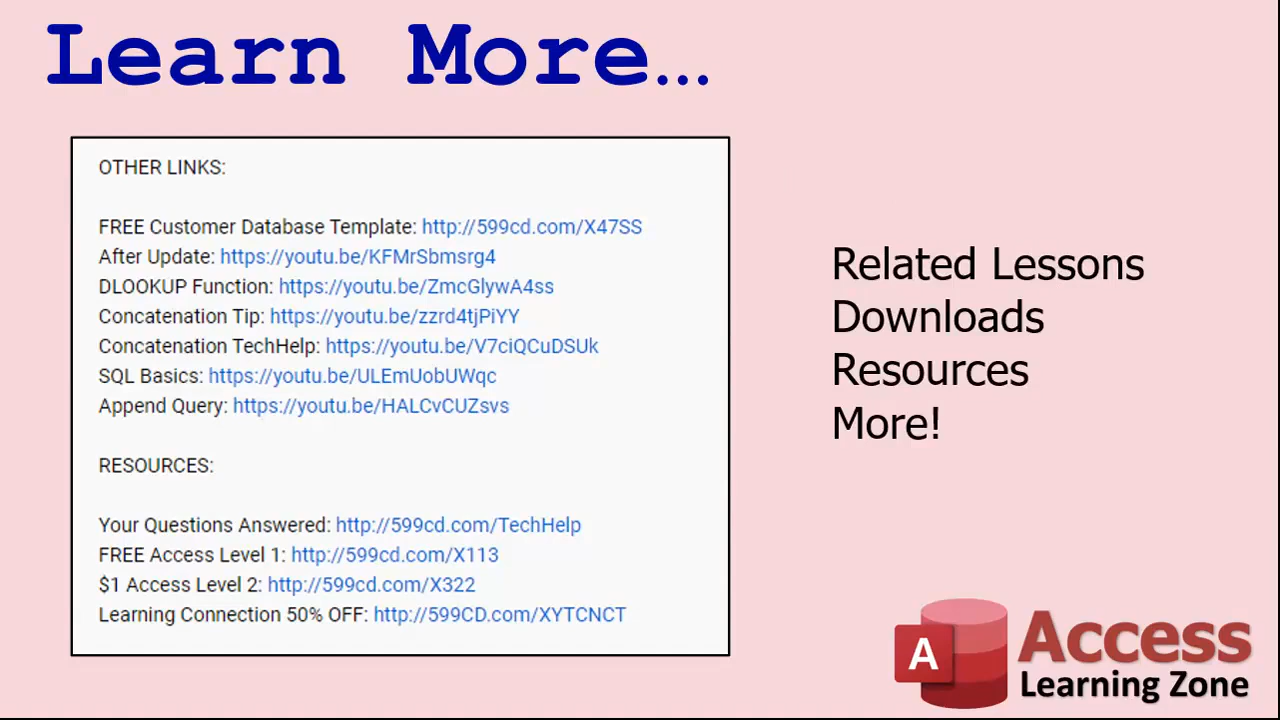 Learn More...
OTHER LINKS:
FREE Customer Database Template: http://599cd.com/X47SS
After Update: https://youtu.be/KFMrSbmsrg4
DLOOKUP Function: https://youtu.be/ZmcGlywA4ss
Concatenation Tip: https://youtu.be/zzrd4tjPiYY
Concatenation TechHelp: https://youtu.be/V7ciQCuDSUk
SQL Basics: https://youtu.be/ULEmUobUWqc
Append Query: https://youtu.be/HALCvCUZsvs
RESOURCES:
Your Questions Answered: http://599cd.com/TechHelp
FREE Access Level 1: http://599cd.com/X113
$1 Access Level 2: http://599cd.com/X322
Learning Connection 50% OFF: http://599CD.com/XYTCNCT
Related Lessons
Downloads
Resources
More!
A
Access
Learning Zone